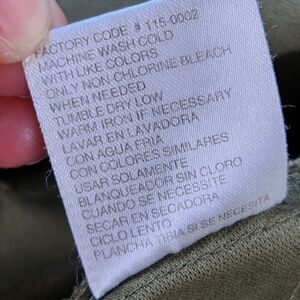 FACTORY CODE # 115-0002
MACHINE WASH COLD
WITH LIKE COLORS
ONLY NON-CHLORINE BLEACH
WHEN NEEDED
TUMBLE DRY LOW
WARM IRON IF NECESSARY
LAVAR EN LAVADORA
CON AGUA FRIA
CON COLORES SIMILARES
USAR SOLAMENTE
BLANQUEADOR SIN CLORO
CUANDO SE NECESITE
SECAR EN SECADORA
CICLO LENTO
PLANCHA TIBIA SI SE NECESITA